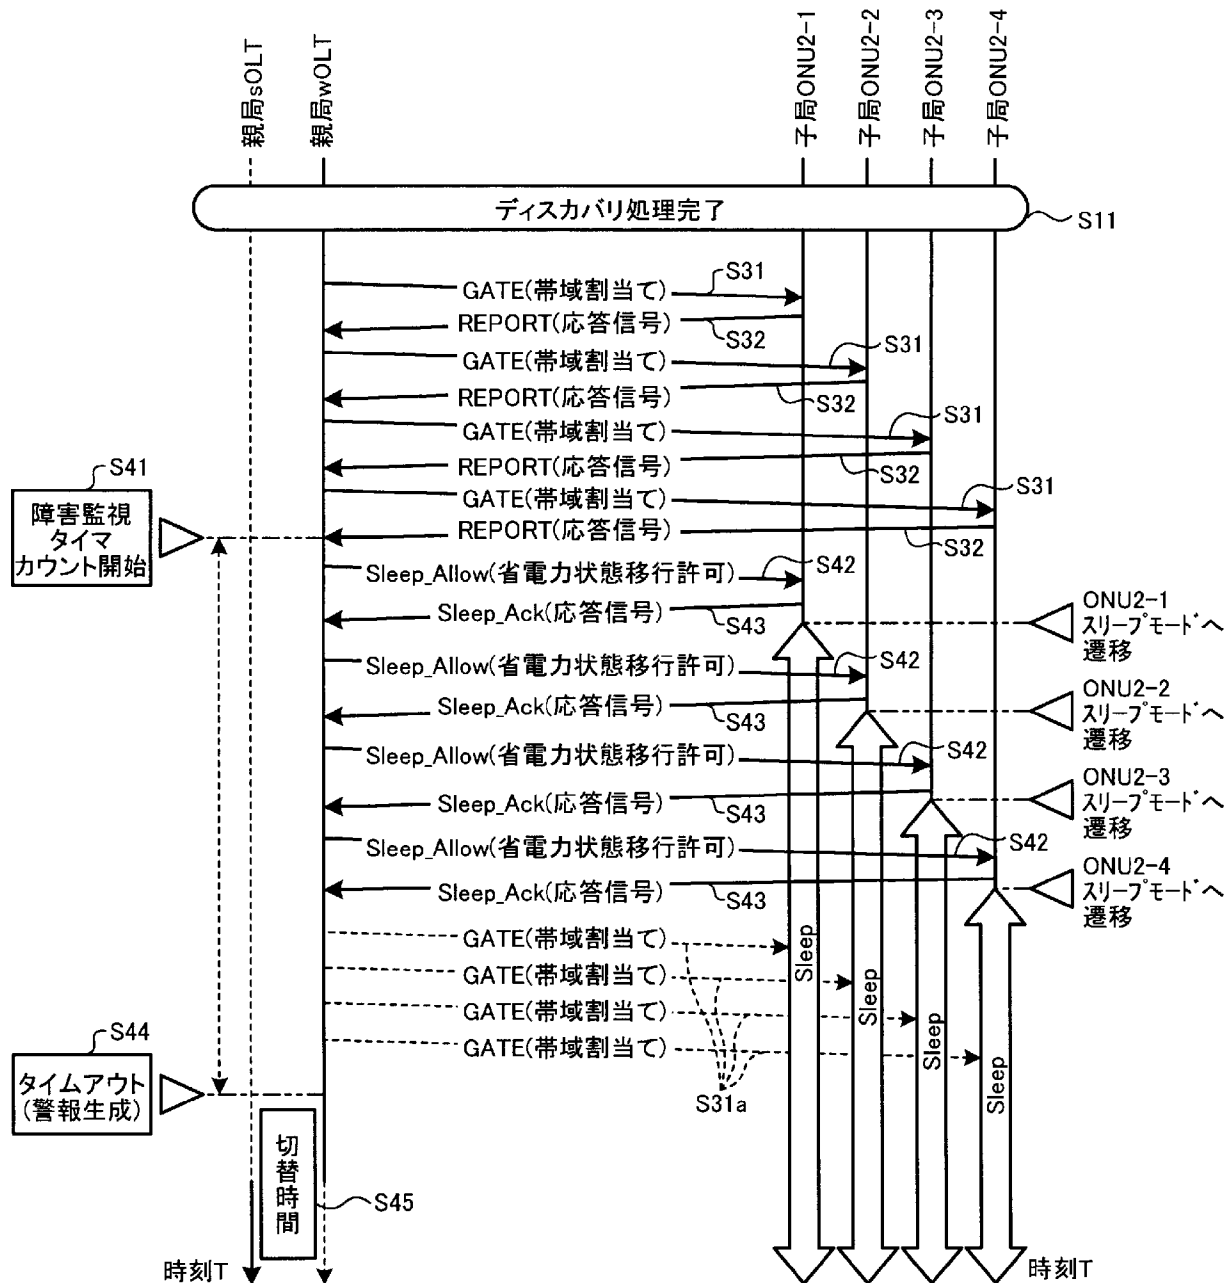 親局sOLT
親局wOLT
子局ONU2-1
子局ONU2-2
子局ONU2-3
子局ONU2-4
ディスカバリ処理完了
S11
GATE(帯域割当て)
S31
REPORT(応答信号)
S32
GATE(帯域割当て)
S31
REPORT(応答信号)
S32
GATE(帯域割当て)
S31
REPORT(応答信号)
S32
GATE(帯域割当て)
S31
REPORT(応答信号)
S32
S41
障害監視
タイマ
カウント開始
Sleep_Allow(省電力状態移行許可)
S42
Sleep_Ack(応答信号)
S43
ONU2-1
スリープモードへ
遷移
Sleep_Allow(省電力状態移行許可)
S42
Sleep_Ack(応答信号)
S43
ONU2-2
スリープモードへ
遷移
Sleep_Allow(省電力状態移行許可)
S42
Sleep_Ack(応答信号)
S43
ONU2-3
スリープモードへ
遷移
Sleep_Allow(省電力状態移行許可)
S42
Sleep_Ack(応答信号)
S43
ONU2-4
スリープモードへ
遷移
GATE(帯域割当て)
GATE(帯域割当て)
GATE(帯域割当て)
GATE(帯域割当て)
S31a
Sleep
Sleep
Sleep
Sleep
S44
タイムアウト
(警報生成)
切替時間
S45
時刻T
時刻T